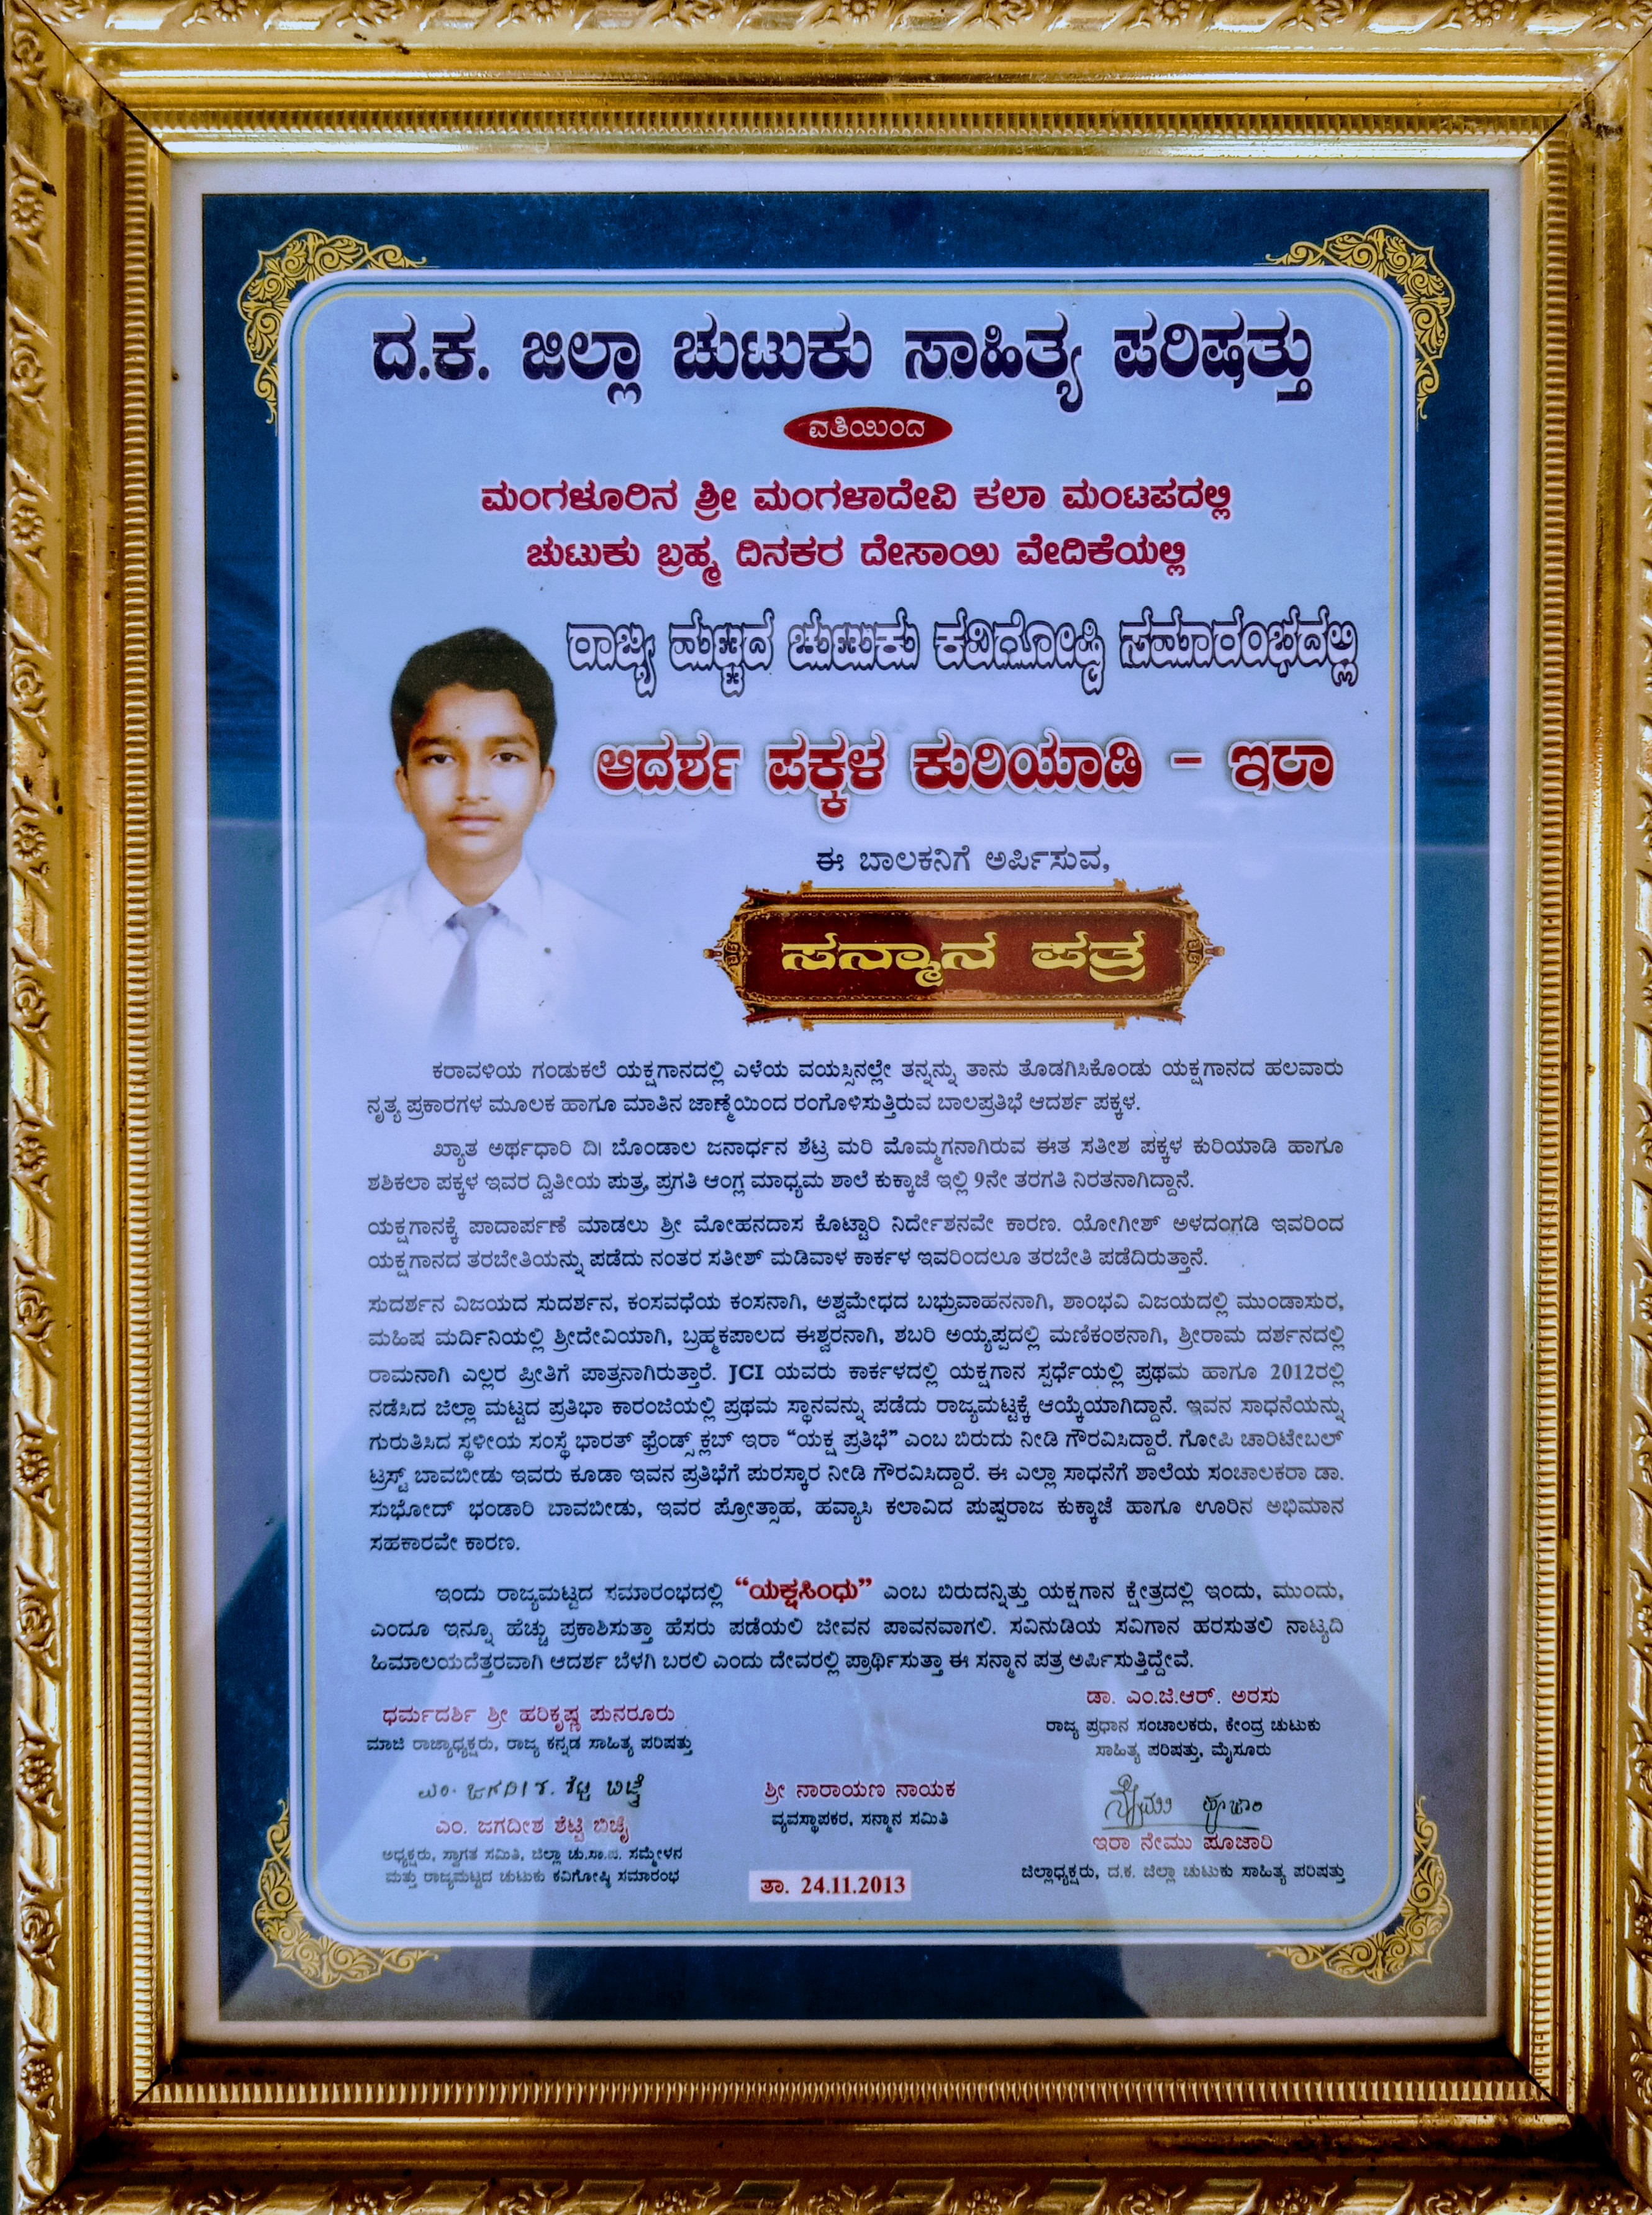 ದ.ಕ. ಜಿಲ್ಲಾ ಚುಟುಕು ಸಾಹಿತ್ಯ ಪರಿಷತ್ತು
ವತಿಯಿಂದ
ಮಂಗಳೂರಿನ ಶ್ರೀ ಮಂಗಳಾದೇವಿ ಕಲಾ ಮಂಟಪದಲ್ಲಿ
ಚುಟುಕು ಬ್ರಹ್ಮ ದಿನಕರ ದೇಸಾಯಿ ವೇದಿಕೆಯಲ್ಲಿ
ರಾಜ್ಯ ಮಟ್ಟದ ಚುಟುಕು ಕವಿಗೋಷ್ಠಿ ಸಮಾರಂಭದಲ್ಲಿ
ಆದರ್ಶ ಪಕ್ಕಳ ಕುರಿಯಾಡಿ - ಇರಾ
ಈ ಬಾಲಕನಿಗೆ ಅರ್ಪಿಸುವ,
ಸನ್ಮಾನ ಪತ್ರ
ಕರಾವಳಿಯ ಗಂಡುಕಲೆ ಯಕ್ಷಗಾನದಲ್ಲಿ ಎಳೆಯ ವಯಸ್ಸಿನಲ್ಲೇ ತನ್ನನ್ನು ತಾನು ತೊಡಗಿಸಿಕೊಂಡು ಯಕ್ಷಗಾನದ ಹಲವಾರು
ನೃತ್ಯ ಪ್ರಕಾರಗಳ ಮೂಲಕ ಹಾಗೂ ಮಾತಿನ ಜಾಣ್ಮೆಯಿಂದ ರಂಗೊಳಿಸುತ್ತಿರುವ ಬಾಲಪ್ರತಿಭೆ ಆದರ್ಶ ಪಕ್ಕಳ.
ಖ್ಯಾತ ಅರ್ಥಧಾರಿ ದಿ| ಬೊಂಡಾಲ ಜನಾರ್ಧನ ಶೆಟ್ರ ಮರಿ ಮೊಮ್ಮಗನಾಗಿರುವ ಈತ ಸತೀಶ ಪಕ್ಕಳ ಕುರಿಯಾಡಿ ಹಾಗೂ
ಶಶಿಕಲಾ ಪಕ್ಕಳ ಇವರ ದ್ವಿತೀಯ ಪುತ್ರ, ಪ್ರಗತಿ ಆಂಗ್ಲ ಮಾಧ್ಯಮ ಶಾಲೆ ಕುಕ್ಕಾಜೆ ಇಲ್ಲಿ 9ನೇ ತರಗತಿ ನಿರತನಾಗಿದ್ದಾನೆ.
ಯಕ್ಷಗಾನಕ್ಕೆ ಪಾದಾರ್ಪಣೆ ಮಾಡಲು ಶ್ರೀ ಮೋಹನದಾಸ ಕೊಟ್ಟಾರಿ ನಿರ್ದೇಶನವೇ ಕಾರಣ. ಯೋಗೀಶ್ ಅಳದಂಗಡಿ ಇವರಿಂದ
ಯಕ್ಷಗಾನದ ತರಬೇತಿಯನ್ನು ಪಡೆದು ನಂತರ ಸತೀಶ್ ಮಡಿವಾಳ ಕಾರ್ಕಳ ಇವರಿಂದಲೂ ತರಬೇತಿ ಪಡೆದಿರುತ್ತಾನೆ.
ಸುದರ್ಶನ ವಿಜಯದ ಸುದರ್ಶನ, ಕಂಸವಧೆಯ ಕಂಸನಾಗಿ, ಅಶ್ವಮೇಧದ ಬಭ್ರುವಾಹನನಾಗಿ, ಶಾಂಭವಿ ವಿಜಯದಲ್ಲಿ ಮುಂಡಾಸುರ,
ಮಹಿಷ ಮರ್ದಿನಿಯಲ್ಲಿ ಶ್ರೀದೇವಿಯಾಗಿ, ಬ್ರಹ್ಮಕಪಾಲದ ಈಶ್ವರನಾಗಿ, ಶಬರಿ ಅಯ್ಯಪ್ಪದಲ್ಲಿ ಮಣಿಕಂಠನಾಗಿ, ಶ್ರೀರಾಮ ದರ್ಶನದಲ್ಲಿ
ರಾಮನಾಗಿ ಎಲ್ಲರ ಪ್ರೀತಿಗೆ ಪಾತ್ರನಾಗಿರುತ್ತಾರೆ. JCI ಯವರು ಕಾರ್ಕಳದಲ್ಲಿ ಯಕ್ಷಗಾನ ಸ್ಪರ್ಧೆಯಲ್ಲಿ ಪ್ರಥಮ ಹಾಗೂ 2012ರಲ್ಲಿ
ನಡೆಸಿದ ಜಿಲ್ಲಾ ಮಟ್ಟದ ಪ್ರತಿಭಾ ಕಾರಂಜಿಯಲ್ಲಿ ಪ್ರಥಮ ಸ್ಥಾನವನ್ನು ಪಡೆದು ರಾಜ್ಯಮಟ್ಟಕ್ಕೆ ಆಯ್ಕೆಯಾಗಿದ್ದಾನೆ. ಇವನ ಸಾಧನೆಯನ್ನು
ಗುರುತಿಸಿದ ಸ್ಥಳೀಯ ಸಂಸ್ಥೆ ಭಾರತ್ ಫ್ರೆಂಡ್ಸ್ ಕ್ಲಬ್ ಇರಾ “ಯಕ್ಷ ಪ್ರತಿಭೆ” ಎಂಬ ಬಿರುದು ನೀಡಿ ಗೌರವಿಸಿದ್ದಾರೆ. ಗೋಪಿ ಚಾರಿಟೇಬಲ್
ಟ್ರಸ್ಟ್ ಬಾವಬೀಡು ಇವರು ಕೂಡಾ ಇವನ ಪ್ರತಿಭೆಗೆ ಪುರಸ್ಕಾರ ನೀಡಿ ಗೌರವಿಸಿದ್ದಾರೆ. ಈ ಎಲ್ಲಾ ಸಾಧನೆಗೆ ಶಾಲೆಯ ಸಂಚಾಲಕರಾ ಡಾ.
ಸುಭೋದ್ ಭಂಡಾರಿ ಬಾವಬೀಡು, ಇವರ ಪ್ರೋತ್ಸಾಹ, ಹವ್ಯಾಸಿ ಕಲಾವಿದ ಪುಷ್ಪರಾಜ ಕುಕ್ಕಾಜೆ ಹಾಗೂ ಊರಿನ ಅಭಿಮಾನ
ಸಹಕಾರವೇ ಕಾರಣ.
ಇಂದು ರಾಜ್ಯಮಟ್ಟದ ಸಮಾರಂಭದಲ್ಲಿ “ಯಕ್ಷಸಿಂಧು” ಎಂಬ ಬಿರುದನ್ನಿತ್ತು ಯಕ್ಷಗಾನ ಕ್ಷೇತ್ರದಲ್ಲಿ ಇಂದು, ಮುಂದು,
ಎಂದೂ ಇನ್ನೂ ಹೆಚ್ಚು ಪ್ರಕಾಶಿಸುತ್ತಾ ಹೆಸರು ಪಡೆಯಲಿ ಜೀವನ ಪಾವನವಾಗಲಿ. ಸವಿನುಡಿಯ ಸವಿಗಾನ ಹರಸುತಲಿ ನಾಟ್ಯದಿ
ಹಿಮಾಲಯದೆತ್ತರವಾಗಿ ಆದರ್ಶ ಬೆಳಗಿ ಬರಲಿ ಎಂದು ದೇವರಲ್ಲಿ ಪ್ರಾರ್ಥಿಸುತ್ತಾ ಈ ಸನ್ಮಾನ ಪತ್ರ ಅರ್ಪಿಸುತ್ತಿದ್ದೇವೆ.
ಧರ್ಮದರ್ಶಿ ಶ್ರೀ ಹರಿಕೃಷ್ಣ ಪುನರೂರು
ಮಾಜಿ ರಾಜ್ಯಾಧ್ಯಕ್ಷರು, ರಾಜ್ಯ ಕನ್ನಡ ಸಾಹಿತ್ಯ ಪರಿಷತ್ತು
ಡಾ. ಎಂ.ಜಿ.ಆರ್. ಅರಸು
ರಾಜ್ಯ ಪ್ರಧಾನ ಸಂಚಾಲಕರು, ಕೇಂದ್ರ ಚುಟುಕು
ಸಾಹಿತ್ಯ ಪರಿಷತ್ತು, ಮೈಸೂರು
ಎಂ. ಜಗದೀಶ ಶೆಟ್ಟಿ ಬಿಜೈ
ಅಧ್ಯಕ್ಷರು, ಸ್ವಾಗತ ಸಮಿತಿ, ಜಿಲ್ಲಾ ಚು.ಸಾ.ಪ. ಸಮ್ಮೇಳನ
ಮತ್ತು ರಾಜ್ಯಮಟ್ಟದ ಚುಟುಕು ಕವಿಗೋಷ್ಠಿ ಸಮಾರಂಭ
ಶ್ರೀ ನಾರಾಯಣ ನಾಯಕ
ವ್ಯವಸ್ಥಾಪಕರ, ಸನ್ಮಾನ ಸಮಿತಿ
ತಾ. 24.11.2013
ಇರಾ ನೇಮು ಪೂಜಾರಿ
ಜಿಲ್ಲಾಧ್ಯಕ್ಷರು, ದ.ಕ. ಜಿಲ್ಲಾ ಚುಟುಕು ಸಾಹಿತ್ಯ ಪರಿಷತ್ತು